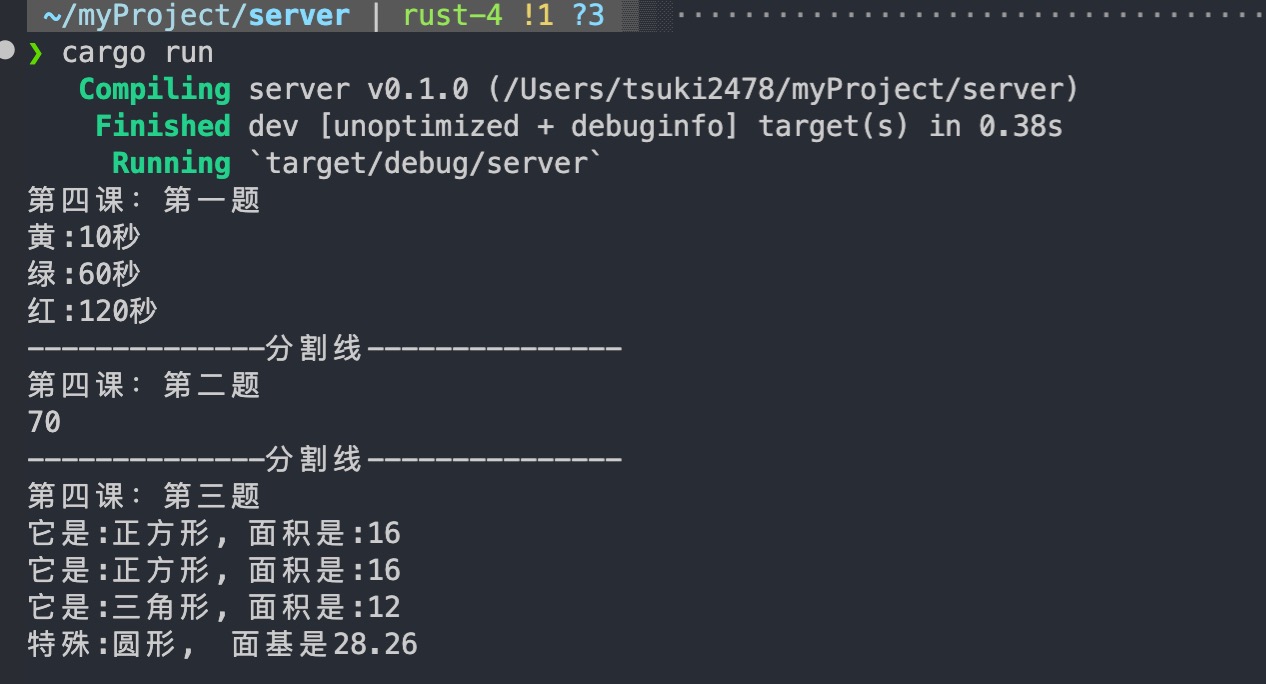 ~/myProject/server | rust-4 !1 ?3
❯ cargo run
Compiling server v0.1.0 (/Users/tsuki2478/myProject/server)
Finished dev [unoptimized + debuginfo] target(s) in 0.38s
Running `target/debug/server`
第四课：第一题
黄:10秒
绿:60秒
红:120秒
--------------分割线---------------
第四课：第二题
70
--------------分割线---------------
第四课：第三题
它是:正方形，面积是:16
它是:正方形，面积是:16
它是:三角形，面积是:12
特殊:圆形， 面基是28.26